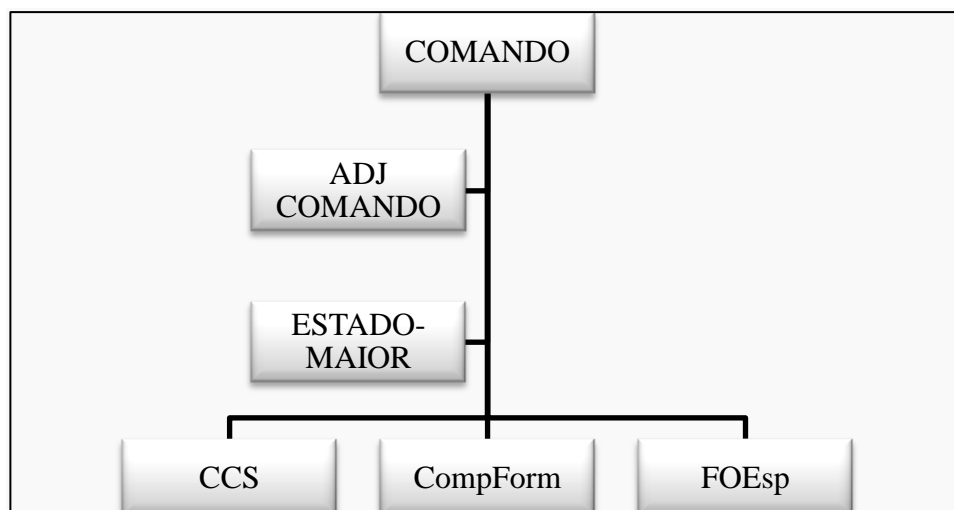 COMANDO
ADJ
COMANDO
ESTADO-
MAIOR
CCS
CompForm
FOEsp